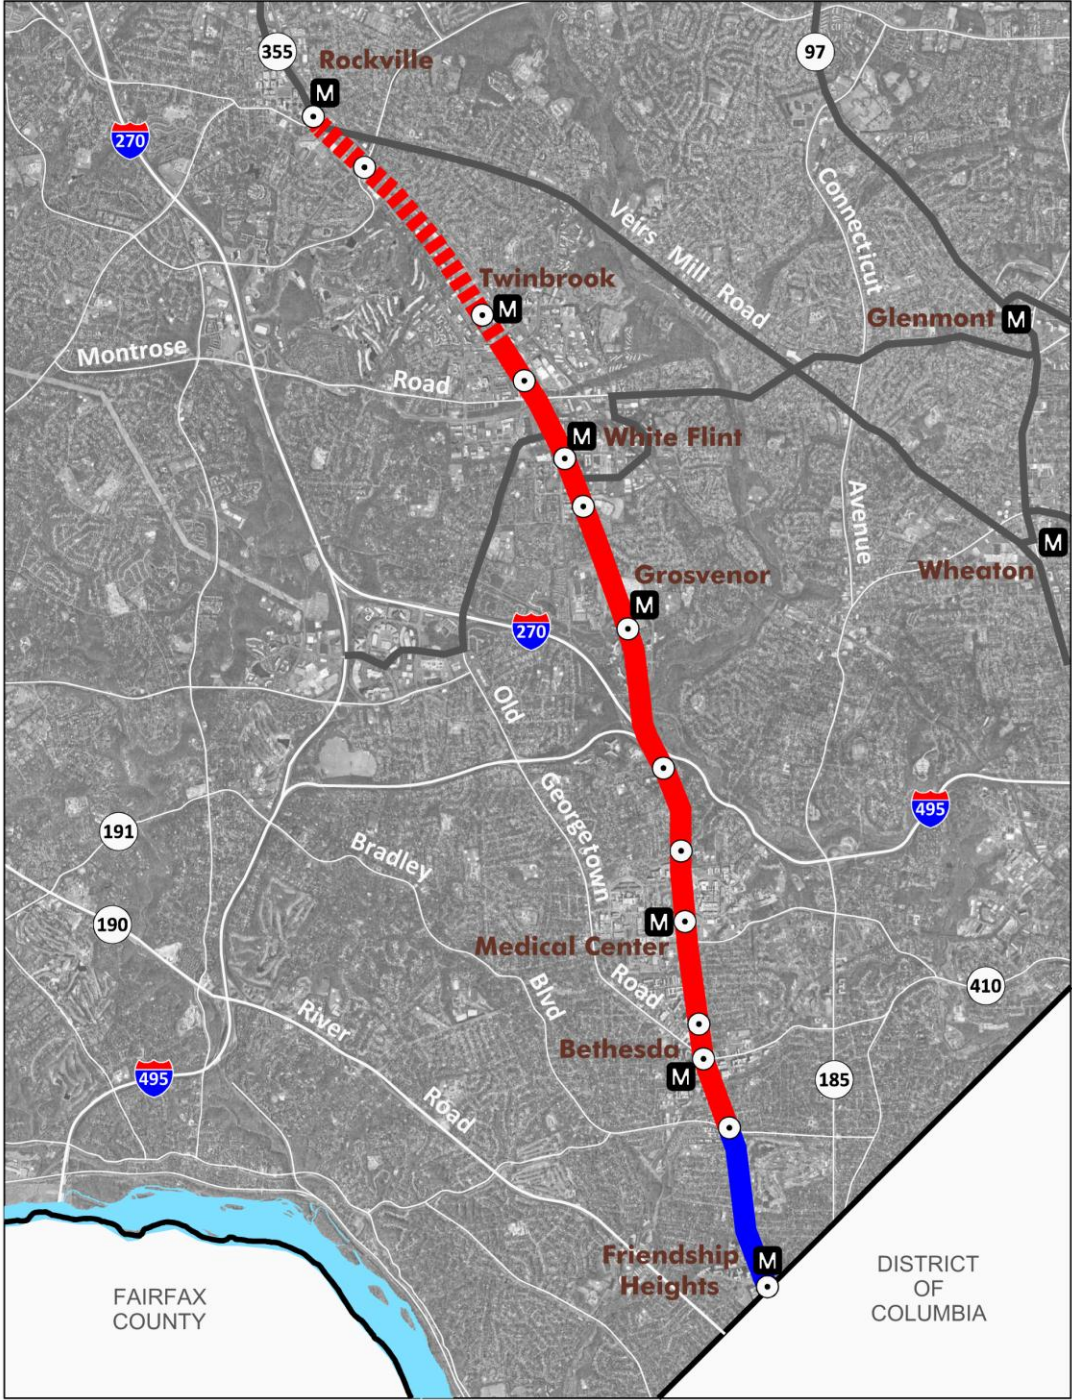 355
Rockville
M
97
270
Connecticut
Veirs Mill Road
Twinbrook
M
Glenmont
M
Montrose
Road
M
White Flint
Avenue
M
Wheaton
Grosvenor
M
270
Old
Georgetown
495
191
Bradley
190
M
Medical Center
Road
410
Blvd
River
Bethesda
M
495
185
Road
Friendship
Heights
M
DISTRICT
OF
COLUMBIA
FAIRFAX
COUNTY